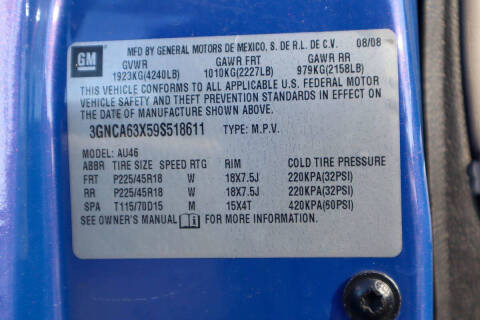 GM
MFD BY GENERAL MOTORS DE MEXICO, S. DE R.L. DE C.V. 08/08
GVWR GAWR FRT GAWR RR
1923KG(4240LB) 1010KG(2227LB) 979KG(2158LB)
THIS VEHICLE CONFORMS TO ALL APPLICABLE U.S. FEDERAL MOTOR
VEHICLE SAFETY AND THEFT PREVENTION STANDARDS IN EFFECT ON
THE DATE OF MANUFACTURE SHOWN ABOVE.
3GNCA63X59S518611 TYPE: M.P.V.
MODEL: AU46
ABBR TIRE SIZE SPEED RTG RIM COLD TIRE PRESSURE
FRT P225/45R18 W 18X7.5J 220KPA(32PSI)
RR P225/45R18 W 18X7.5J 220KPA(32PSI)
SPA T115/70D15 M 15X4T 420KPA(60PSI)
SEE OWNER'S MANUAL FOR MORE INFORMATION.